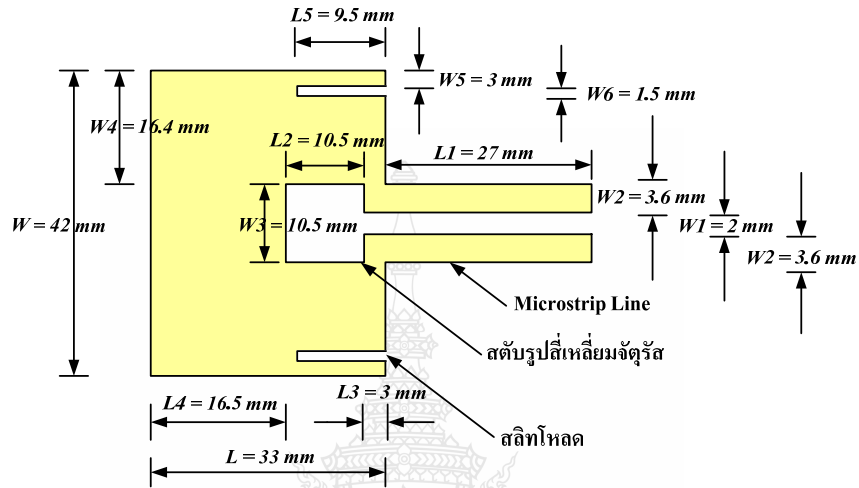 L5 = 9.5 mm
W5 = 3 mm
W6 = 1.5 mm
W4 = 16.4 mm
L2 = 10.5 mm
L1 = 27 mm
W2 = 3.6 mm
W = 42 mm
W3 = 10.5 mm
W1 = 2 mm
W2 = 3.6 mm
Microstrip Line
สตับรูปสี่เหลี่ยมจัตุรัส
L3 = 3 mm
L4 = 16.5 mm
สลิทโหลด
L = 33 mm